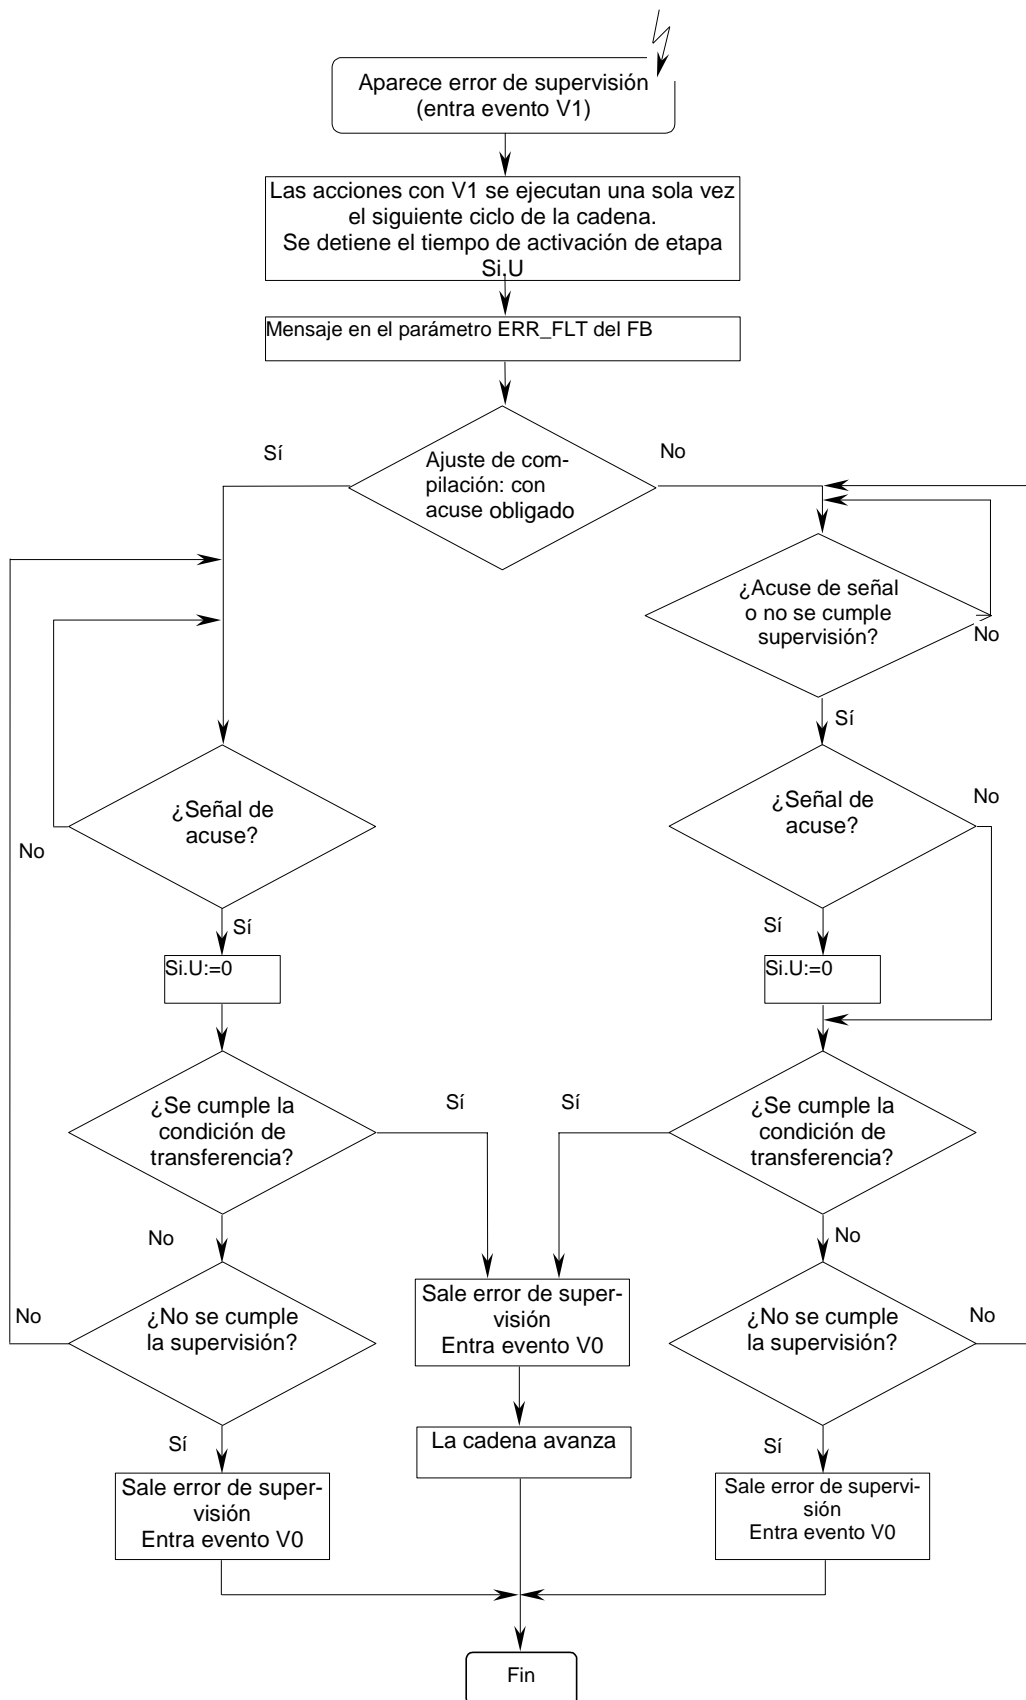 Aparece error de supervisión
(entra evento V1)
Las acciones con V1 se ejecutan una sola vez
el siguiente ciclo de la cadena.
Se detiene el tiempo de activación de etapa
Si.U
Mensaje en el parámetro ERR_FLT del FB
Sí
Ajuste de com-
pilación: con
acuse obligado
No
¿Acuse de señal
o no se cumple
supervisión?
No
Sí
¿Señal de
acuse?
No
Sí
Si.U:=0
¿Señal de
acuse?
No
Sí
Si.U:=0
¿Se cumple la
condición de
transferencia?
Sí
No
Sí
¿Se cumple la
condición de
transferencia?
No
¿No se cumple
la supervisión?
No
Sí
Sale error de super-
visión
Entra evento V0
La cadena avanza
¿No se cumple
la supervisión?
No
Sí
Sale error de super-
visión
Entra evento V0
Sale error de supervi-
sión
Entra evento V0
Fin